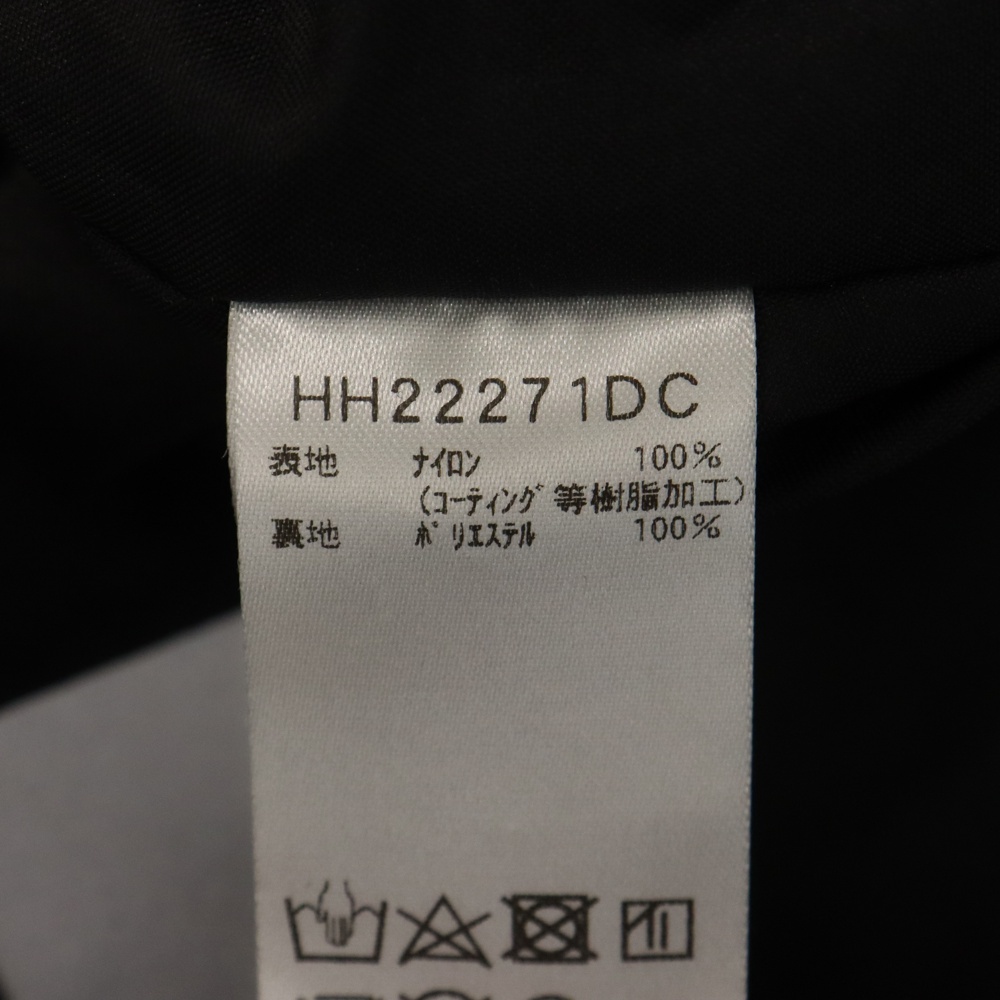 HH22271DC
表地 ナイロン 100%
(コーティング等樹脂加工)
裏地 ポリエステル 100%